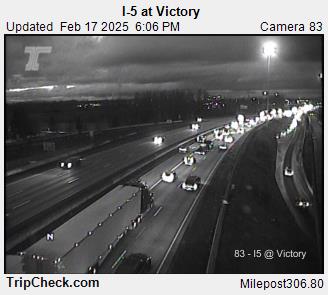 I-5 at Victory
Updated  Feb 17 2025  6:06 PM
Camera 83
N
83 - I5 @ Victory
TripCheck.com
Milepost306.80